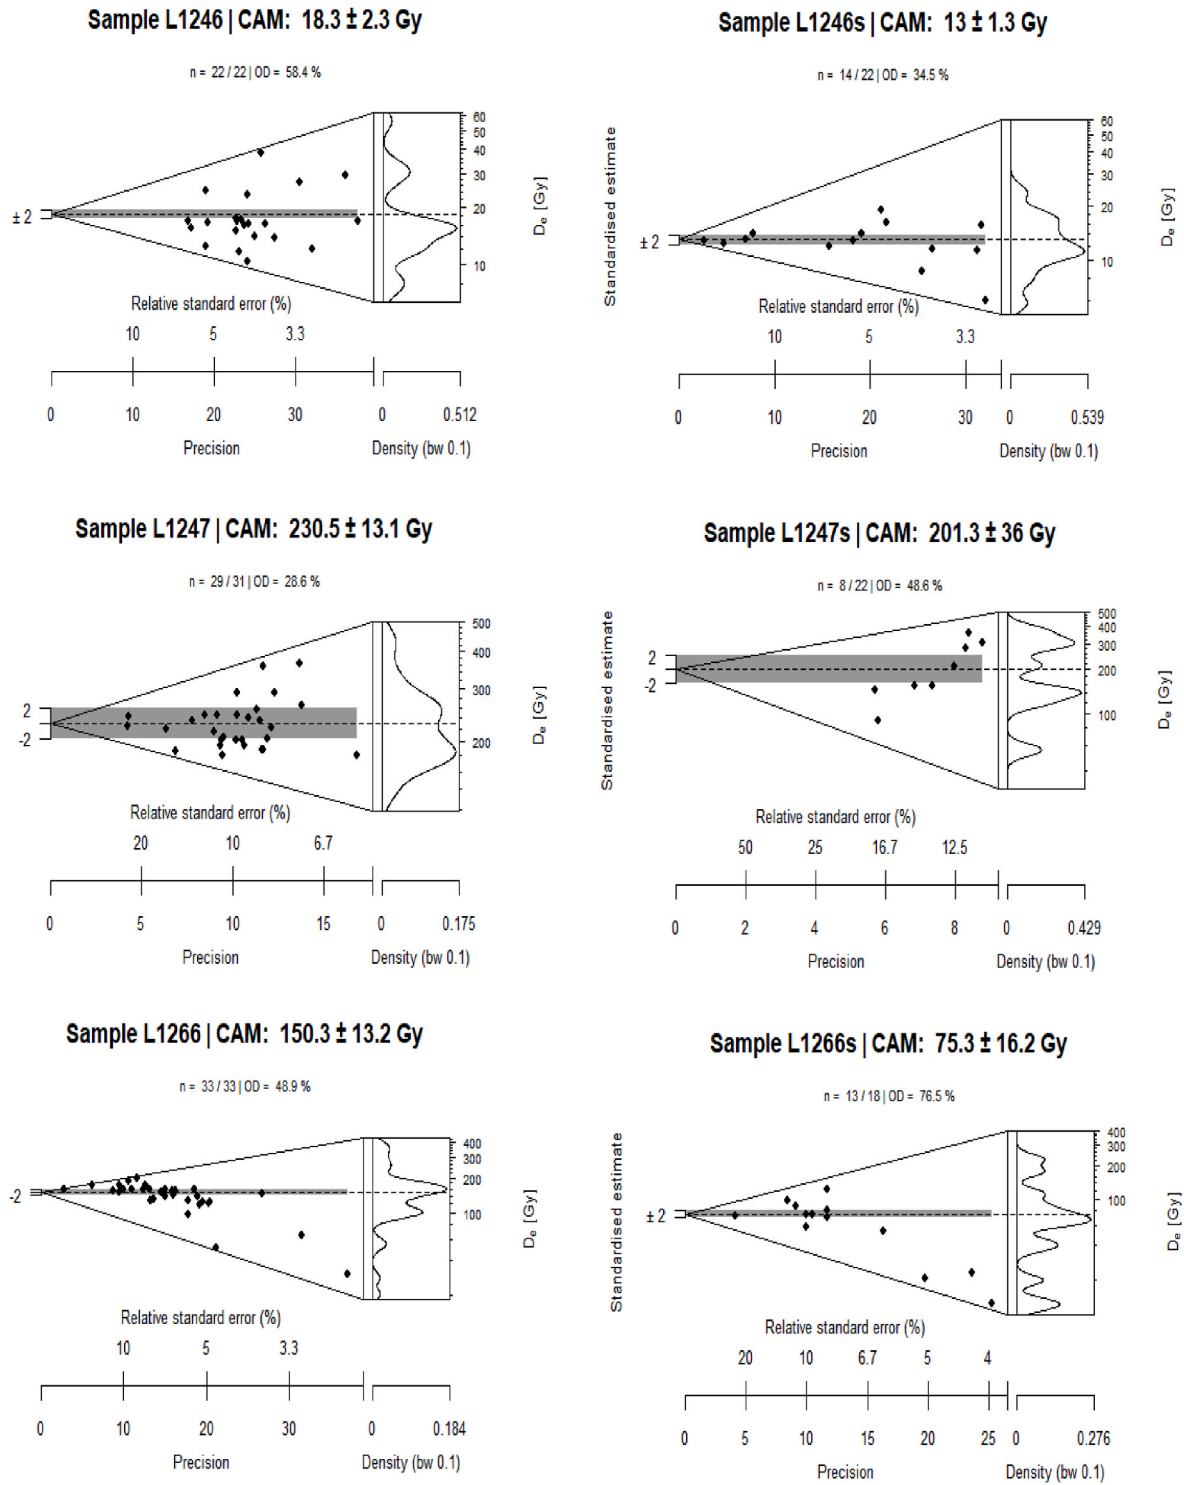 Sample L1246 | CAM: 18.3 ± 2.3 Gy
n = 22 / 22 | OD = 58.4 %
60
50
40
30
20
10
± 2
De [Gy]
Relative standard error (%)
10 5 3.3
0 10 20 30 0 0.512
Precision Density (bw 0.1)
Sample L1246s | CAM: 13 ± 1.3 Gy
n = 14 / 22 | OD = 34.5 %
Standardised estimate
60
50
40
30
20
10
± 2
De [Gy]
Relative standard error (%)
10 5 3.3
0 10 20 30 0 0.539
Precision Density (bw 0.1)
Sample L1247 | CAM: 230.5 ± 13.1 Gy
n = 29 / 31 | OD = 28.6 %
500
400
300
200
2
-2
De [Gy]
Relative standard error (%)
20 10 6.7
0 5 10 15 0 0.175
Precision Density (bw 0.1)
Sample L1247s | CAM: 201.3 ± 36 Gy
n = 8 / 22 | OD = 48.6 %
Standardised estimate
500
400
300
200
100
2
-2
De [Gy]
Relative standard error (%)
50 25 16.7 12.5
0 2 4 6 8 0 0.429
Precision Density (bw 0.1)
Sample L1266 | CAM: 150.3 ± 13.2 Gy
n = 33 / 33 | OD = 48.9 %
400
300
200
100
-2
De [Gy]
Relative standard error (%)
10 5 3.3
0 10 20 30 0 0.184
Precision Density (bw 0.1)
Sample L1266s | CAM: 75.3 ± 16.2 Gy
n = 13 / 18 | OD = 76.5 %
Standardised estimate
400
300
200
100
± 2
De [Gy]
Relative standard error (%)
20 10 6.7 5 4
0 5 10 15 20 25 0 0.276
Precision Density (bw 0.1)